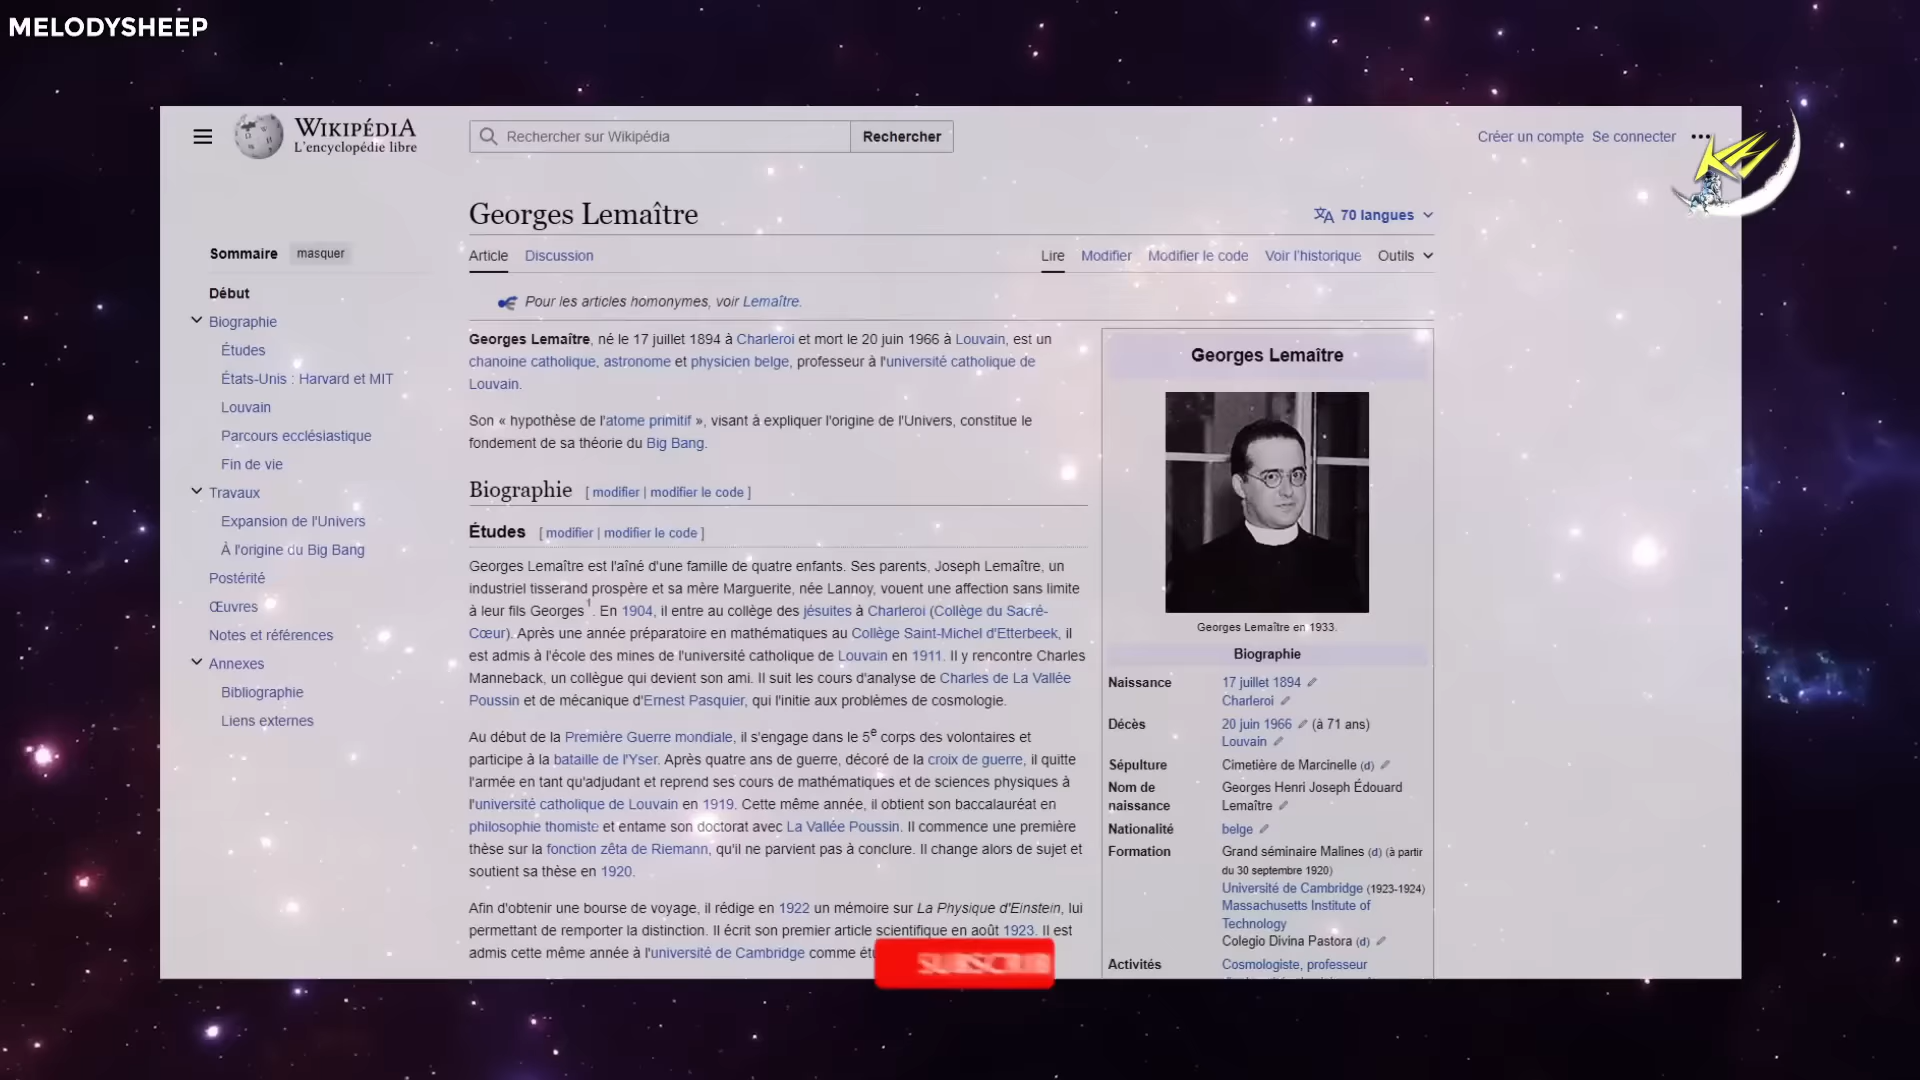 MELODYSHEEP
WIKIPÉDIA
L'encyclopédie libre
Rechercher sur Wikipédia
Rechercher
Créer un compte Se connecter
Georges Lemaître
70 langues
Sommaire masquer
Article Discussion
Lire Modifier Modifier le code Voir l'historique Outils
Début
Biographie
Études
États-Unis : Harvard et MIT
Louvain
Parcours ecclésiastique
Fin de vie
Travaux
Expansion de l'Univers
À l'origine du Big Bang
Postérité
Œuvres
Notes et références
Annexes
Bibliographie
Liens externes
Pour les articles homonymes, voir Lemaître.
Georges Lemaître, né le 17 juillet 1894 à Charleroi et mort le 20 juin 1966 à Louvain, est un
chanoine catholique, astronome et physicien belge, professeur à l'université catholique de
Louvain.
Son « hypothèse de l'atome primitif », visant à expliquer l'origine de l'Univers, constitue le
fondement de sa théorie du Big Bang.
Biographie [ modifier | modifier le code ]
Études [ modifier | modifier le code ]
Georges Lemaître est l'aîné d'une famille de quatre enfants. Ses parents, Joseph Lemaître, un
industriel tisserand prospère et sa mère Marguerite, née Lannoy, vouent une affection sans limite
à leur fils Georges1. En 1904, il entre au collège des jésuites à Charleroi (Collège du Sacré-
Cœur). Après une année préparatoire en mathématiques au Collège Saint-Michel d'Etterbeek, il
est admis à l'école des mines de l'université catholique de Louvain en 1911. Il y rencontre Charles
Manneback, un collègue qui devient son ami. Il suit les cours d'analyse de Charles de La Vallée
Poussin et de mécanique d'Ernest Pasquier, qui l'initie aux problèmes de cosmologie.
Au début de la Première Guerre mondiale, il s'engage dans le 5e corps des volontaires et
participe à la bataille de l'Yser. Après quatre ans de guerre, décoré de la croix de guerre, il quitte
l'armée en tant qu'adjudant et reprend ses cours de mathématiques et de sciences physiques à
l'université catholique de Louvain en 1919. Cette même année, il obtient son baccalauréat en
philosophie thomiste et entame son doctorat avec La Vallée Poussin. Il commence une première
thèse sur la fonction zêta de Riemann, qu'il ne parvient pas à conclure. Il change alors de sujet et
soutient sa thèse en 1920.
Afin d'obtenir une bourse de voyage, il rédige en 1922 un mémoire sur La Physique d'Einstein, lui
permettant de remporter la distinction. Il écrit son premier article scientifique en août 1923. Il est
admis cette même année à l'université de Cambridge comme
Georges Lemaître
Georges Lemaître en 1933.
Biographie
Naissance 17 juillet 1894
Charleroi
Décès 20 juin 1966 (à 71 ans)
Louvain
Sépulture Cimetière de Marcinelle (d)
Nom de naissance Georges Henri Joseph Édouard
Lemaître
Nationalité belge
Formation Grand séminaire Malines (d) (à partir
du 30 septembre 1920)
Université de Cambridge (1923-1924)
Massachusetts Institute of
Technology
Colegio Divina Pastora (d)
Activités Cosmologiste, professeur